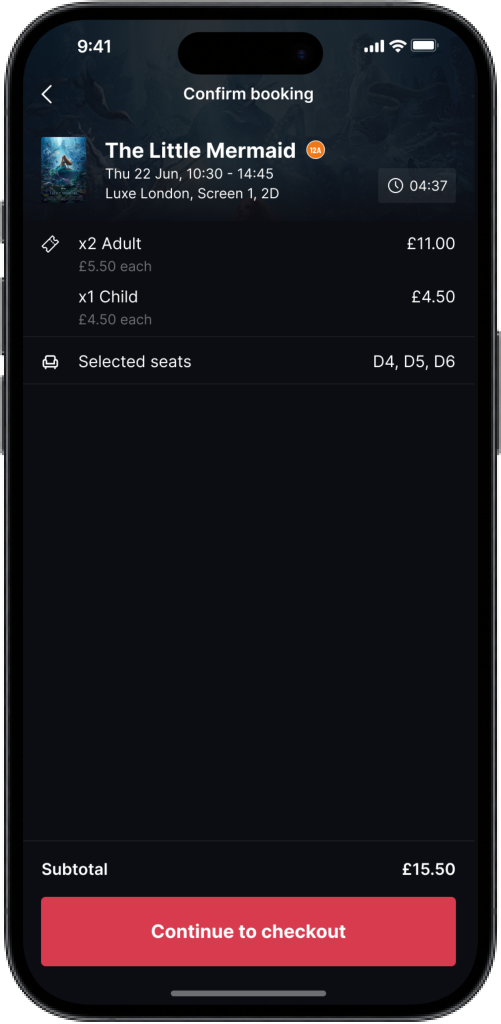 9:41
Confirm booking
The Little Mermaid 12A
Thu 22 Jun, 10:30 - 14:45
Luxe London, Screen 1, 2D
04:37
x2 Adult £11.00
£5.50 each
x1 Child £4.50
£4.50 each
Selected seats D4, D5, D6
Subtotal £15.50
Continue to checkout